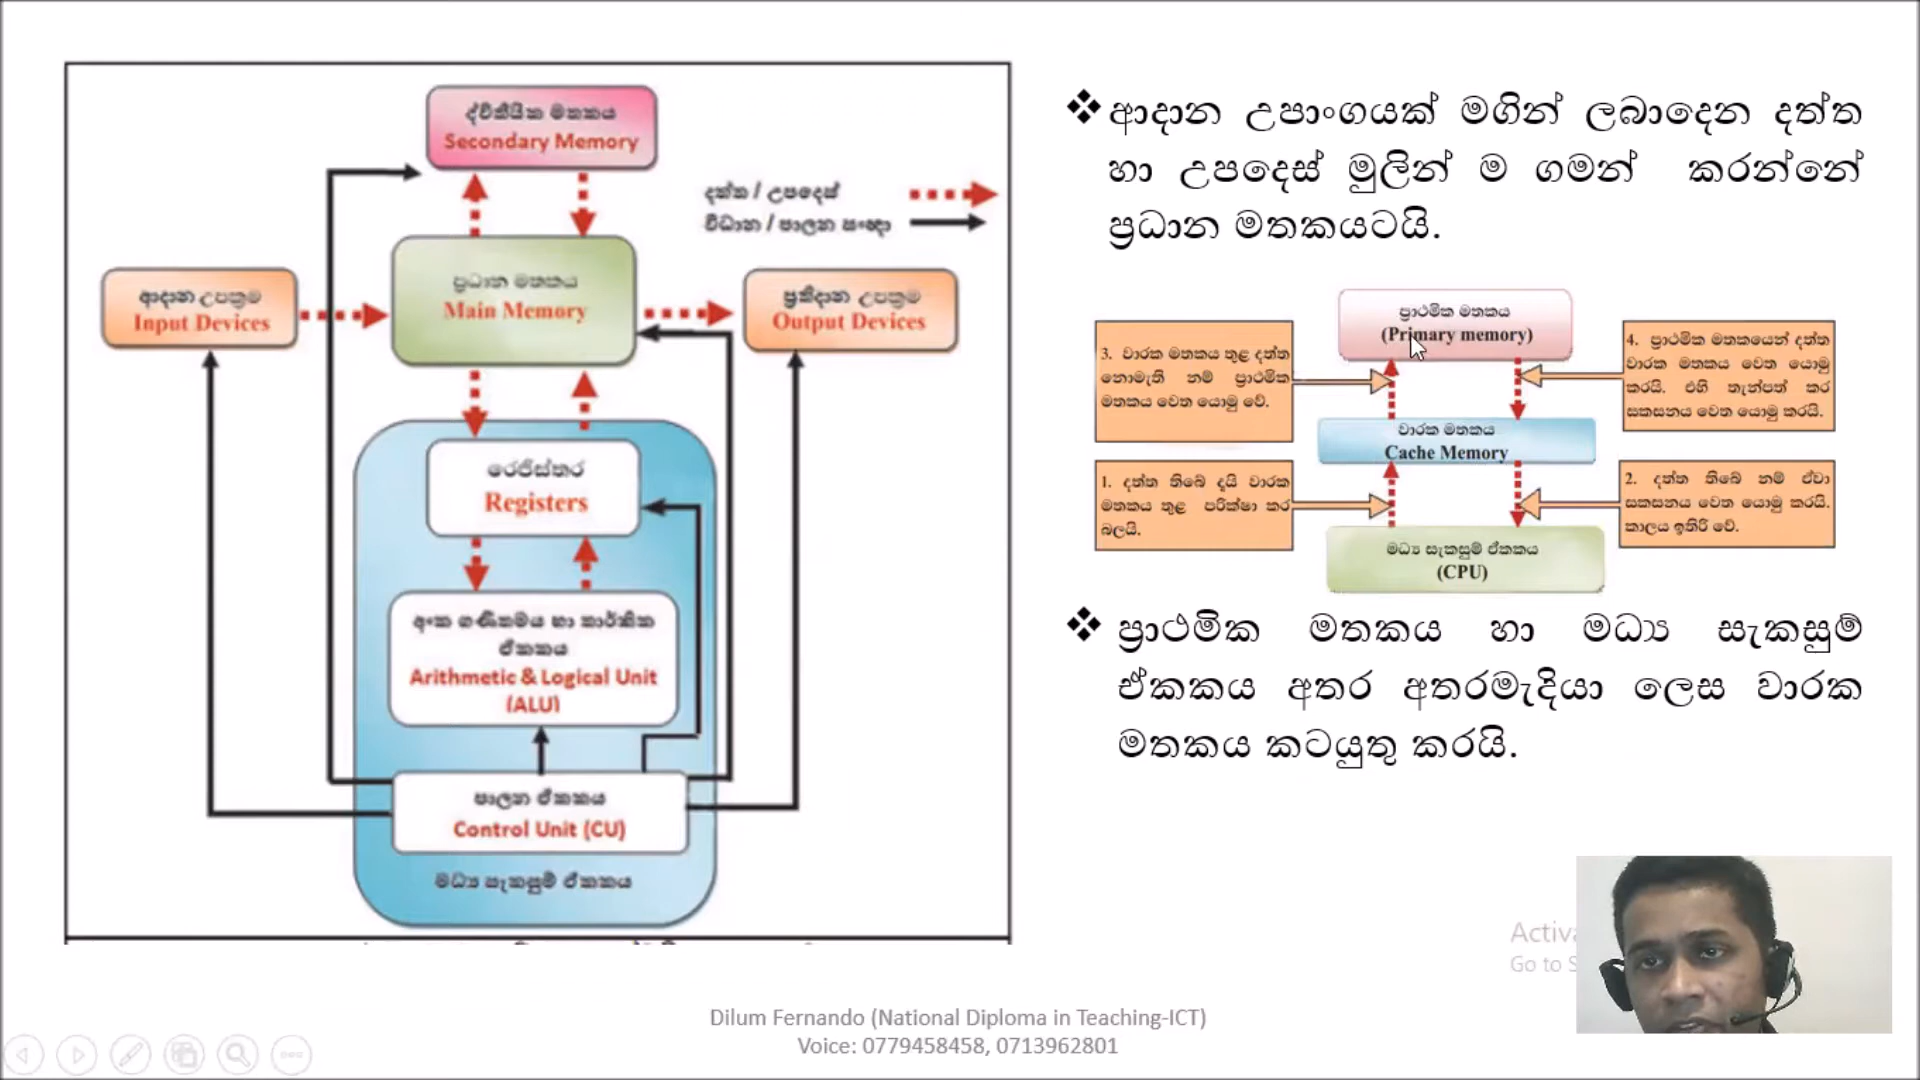 ද්විතීයික මතකය
Secondary Memory
දත්ත / උපදෙස්
විධාන / පාලන සංඥා
ආදාන උපක්‍රම
Input Devices
ප්‍රධාන මතකය
Main Memory
ප්‍රතිදාන උපක්‍රම
Output Devices
රෙජිස්තර
Registers
අංක ගණිතමය හා තාර්කික
ඒකකය
Arithmetic & Logical Unit
(ALU)
පාලන ඒකකය
Control Unit (CU)
මධ්‍ය සැකසුම් ඒකකය
❖ආදාන උපාංගයක් මගින් ලබාදෙන දත්ත
හා උපදෙස් මුලින් ම ගමන් කරන්නේ
ප්‍රධාන මතකයටයි.
ප්‍රාථමික මතකය
(Primary memory)
3. වාරක මතකය තුළ දත්ත
නොමැති නම් ප්‍රාථමික
මතකය වෙත යොමු වේ.
4. ප්‍රාථමික මතකයෙන් දත්ත
වාරක මතකය වෙත යොමු
කරයි. එහි තැන්පත් කර
සකසනය වෙත යොමු කරයි.
වාරක මතකය
Cache Memory
1. දත්ත තිබේ දැයි වාරක
මතකය තුළ පරීක්ෂා කර
බලයි.
2. දත්ත තිබේ නම් ඒවා
සකසනය වෙත යොමු කරයි.
කාලය ඉතිරි වේ.
මධ්‍ය සැකසුම් ඒකකය
(CPU)
❖ප්‍රාථමික මතකය හා මධ්‍ය සැකසුම්
ඒකකය අතර අතරමැදියා ලෙස වාරක
මතකය කටයුතු කරයි.
Go to
Dilum Fernando (National Diploma in Teaching-ICT)
Voice: 0779458458, 0713962801